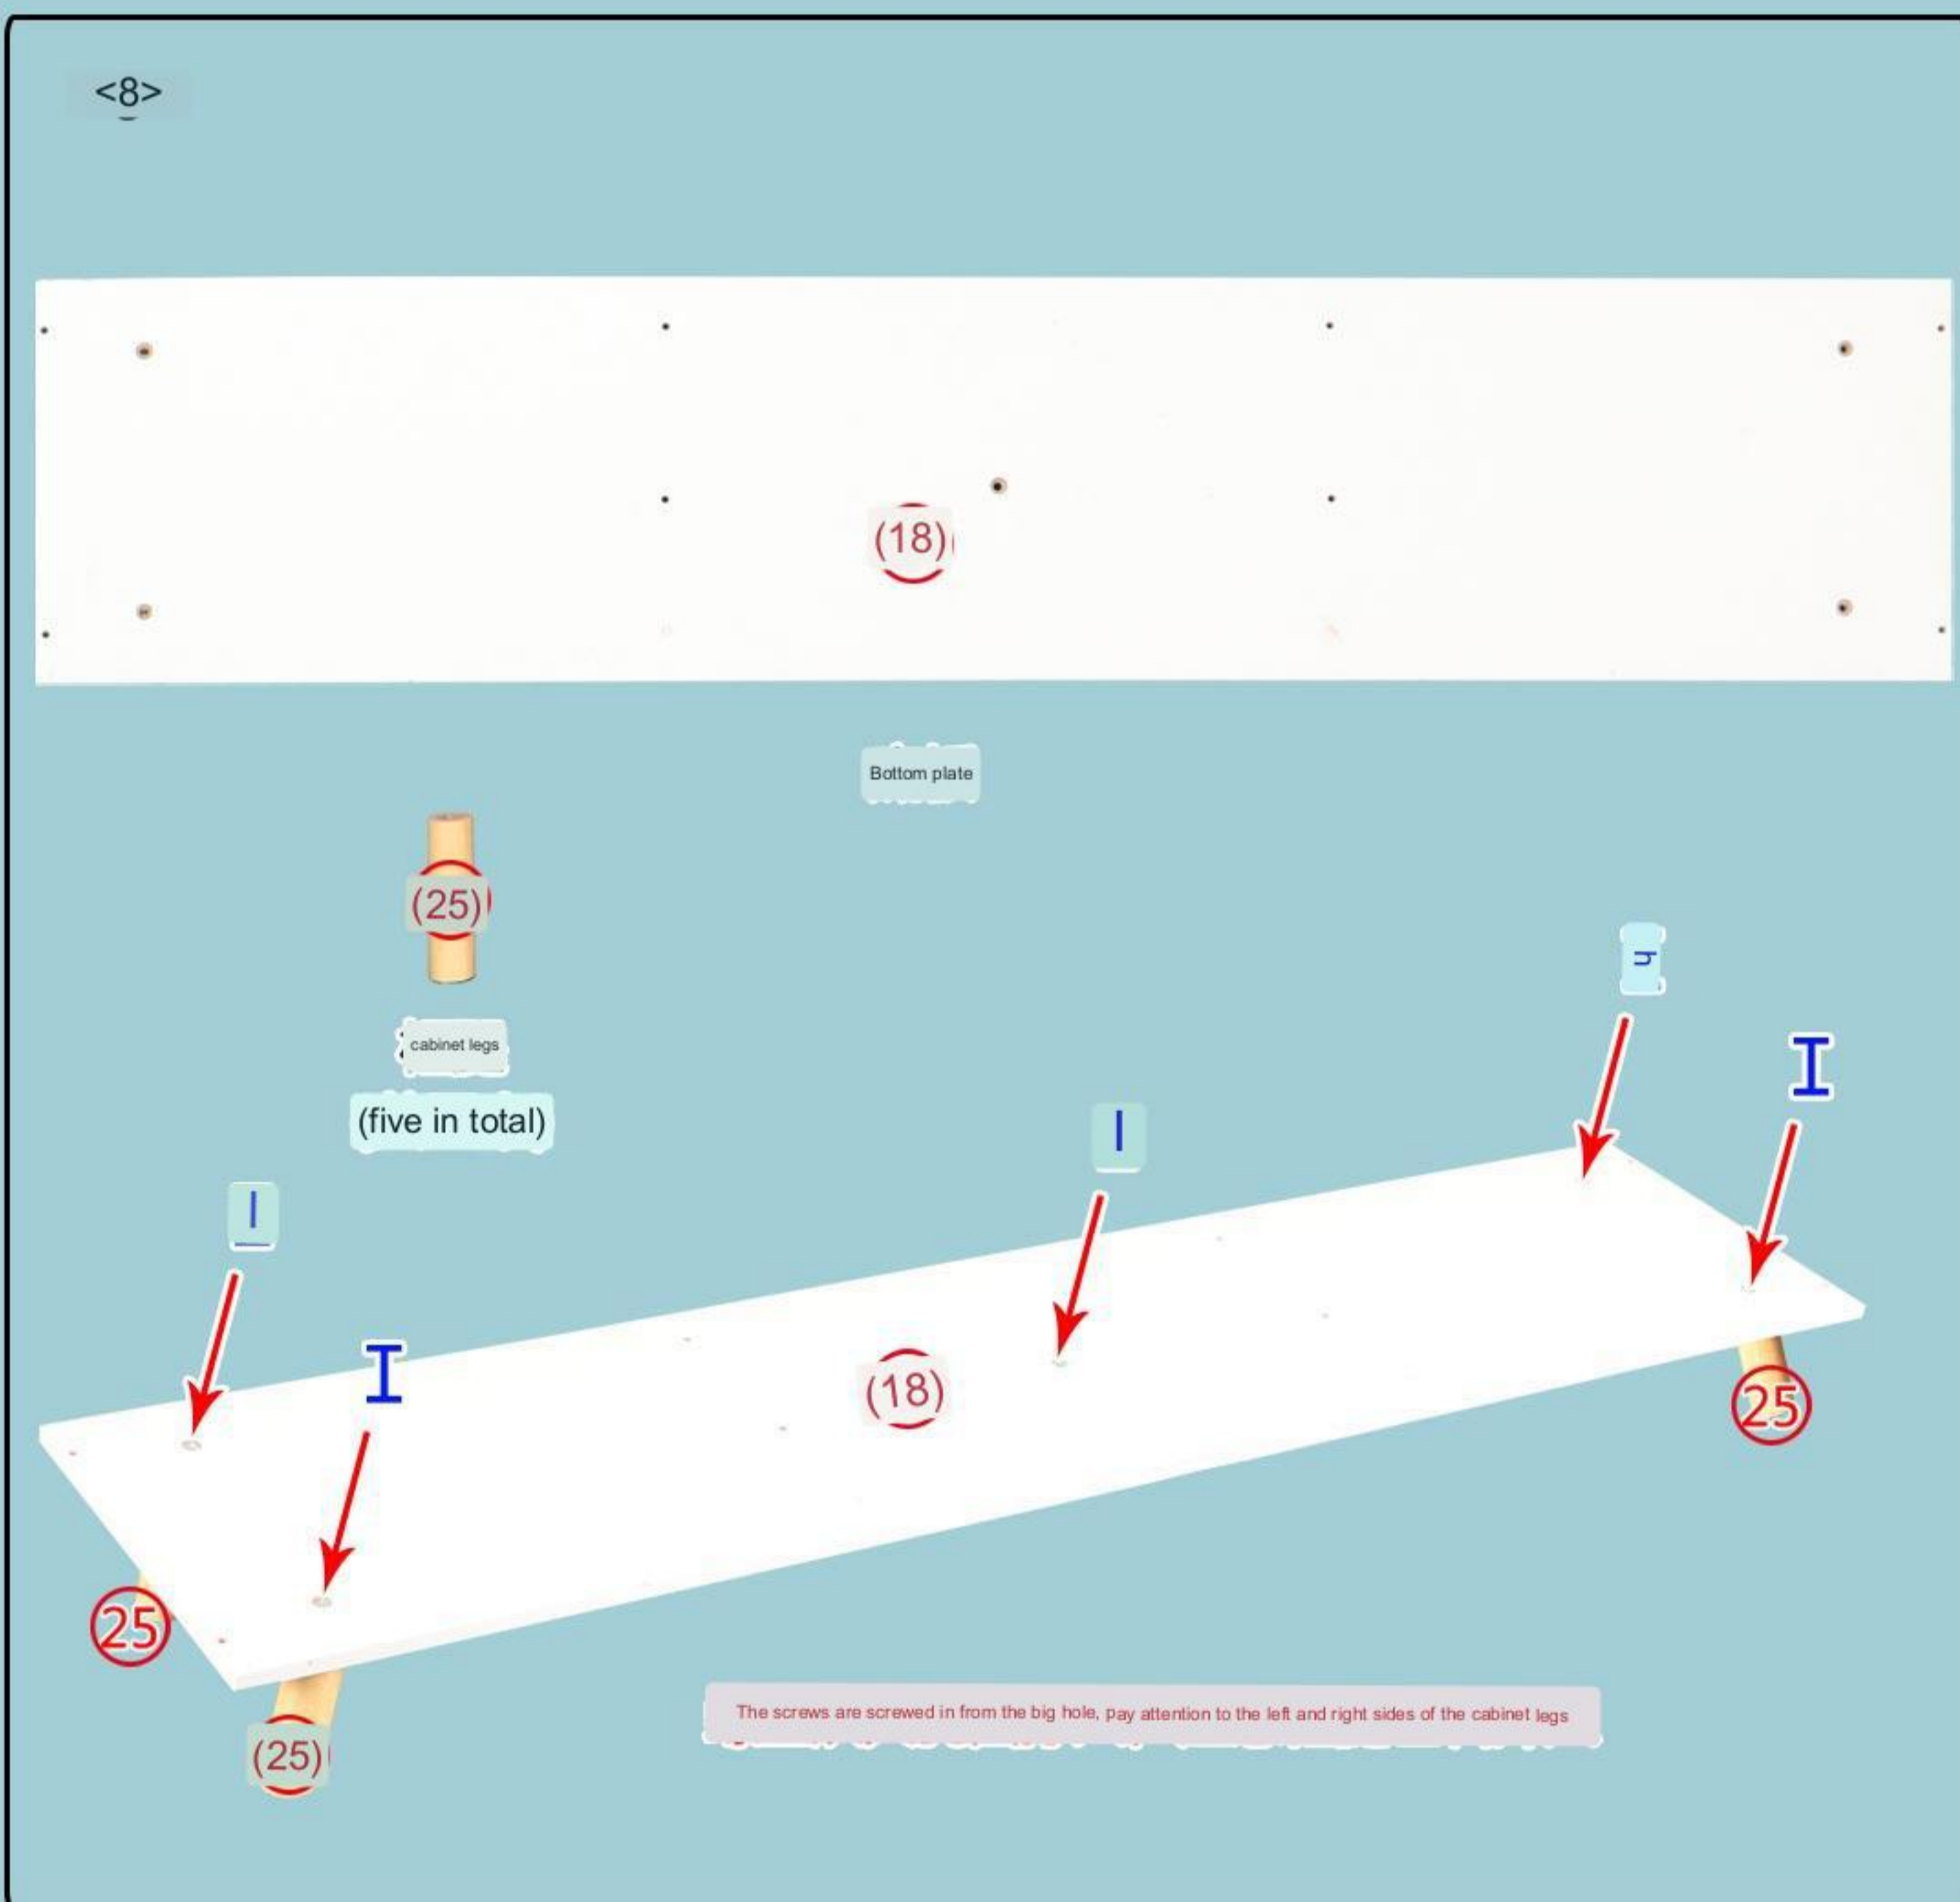 <8>
(18)
Bottom plate
(25)
cabinet legs
(five in total)
h
I
l
l
I
(18)
25
25
(25)
The screws are screwed in from the big hole, pay attention to the left and right sides of the cabinet legs